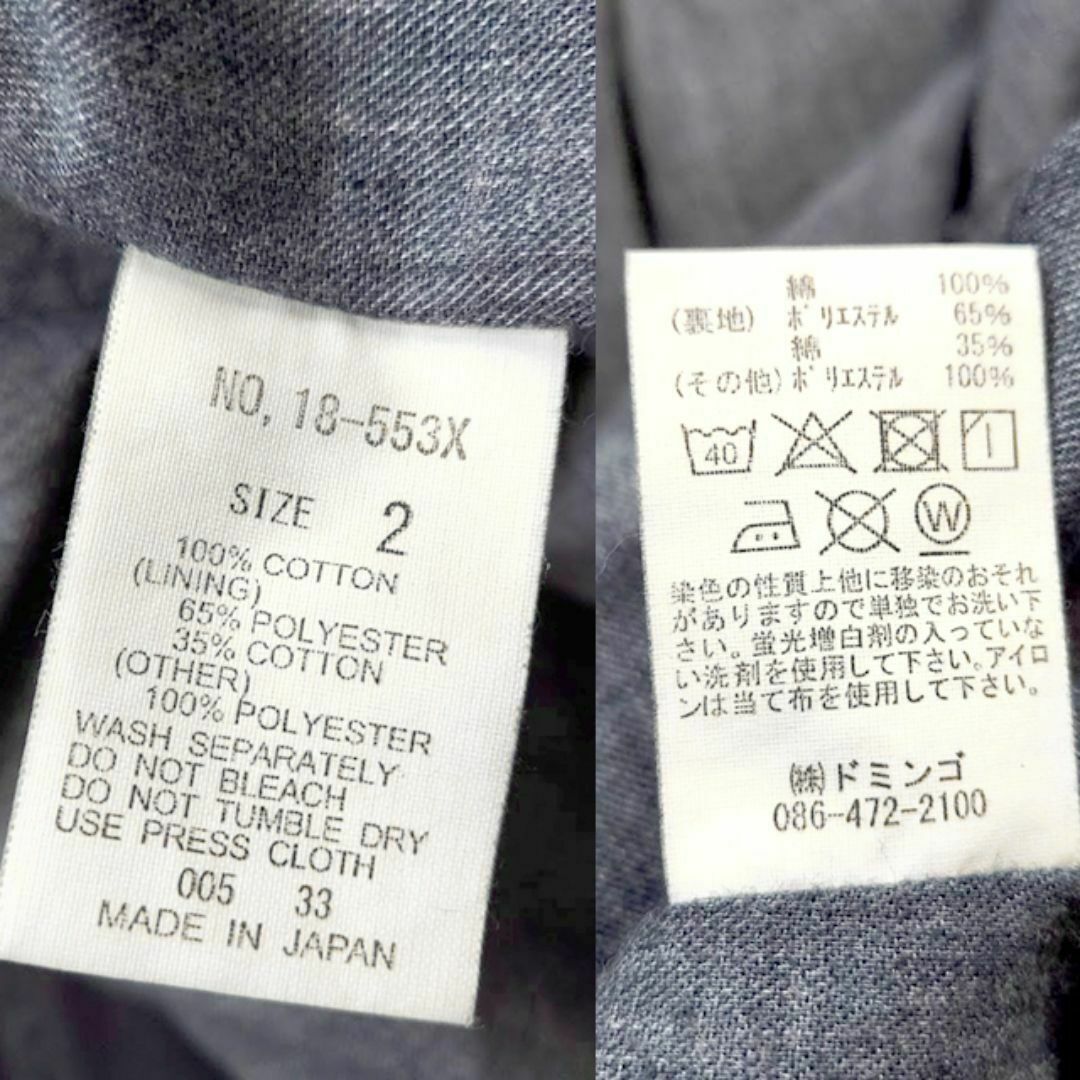 NO, 18-553X
SIZE 2
100% COTTON
(LINING)
65% POLYESTER
35% COTTON
(OTHER)
100% POLYESTER
WASH SEPARATELY
DO NOT BLEACH
DO NOT TUMBLE DRY
USE PRESS CLOTH
005 33
MADE IN JAPAN
綿 100%
(裏地) ポリエステル 65%
綿 35%
(その他) ポリエステル 100%
40
W
染色の性質上他に移染のおそれ
がありますので単独でお洗い下
さい。蛍光増白剤の入っていな
い洗剤を使用して下さい。アイロ
ンは当て布を使用して下さい。
㈱ドミンゴ
086-472-2100